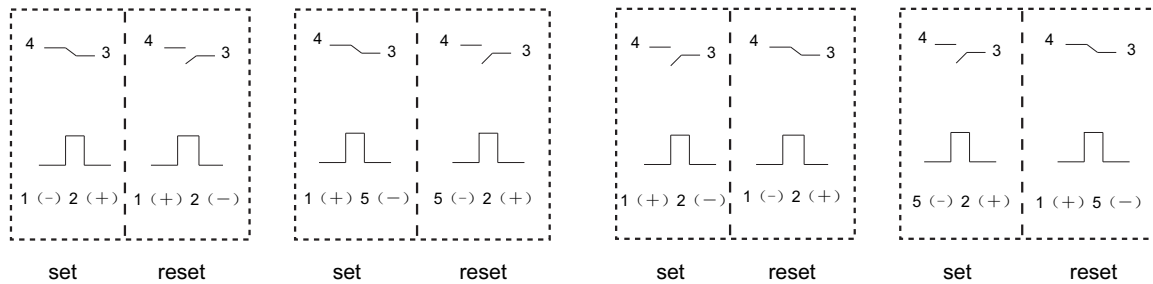 4 3 4 3 4 3 4 3 4 3 4 3 4 3 4 3
1（-）2（+） 1（+）2（—） 1（+）5（—） 5（-）2（+） 1（+）2（—） 1（-）2（+） 5（-）2（+） 1（+）5（—）
set reset set reset set reset set reset